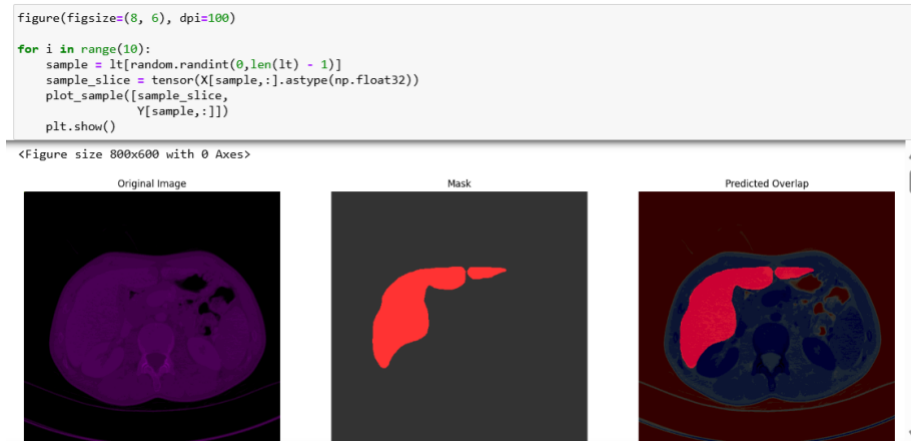 figure(figsize=(8, 6), dpi=100)
for i in range(10):
    sample = lt[random.randint(0,len(lt) - 1)]
    sample_slice = tensor(X[sample,:].astype(np.float32))
    plot_sample([sample_slice,
                 Y[sample,:]])
    plt.show()
<Figure size 800x600 with 0 Axes>
Original Image
Mask
Predicted Overlap